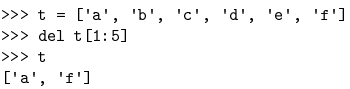 >>> t = ['a', 'b', 'c', 'd', 'e', 'f']
>>> del t[1:5]
>>> t
['a', 'f']